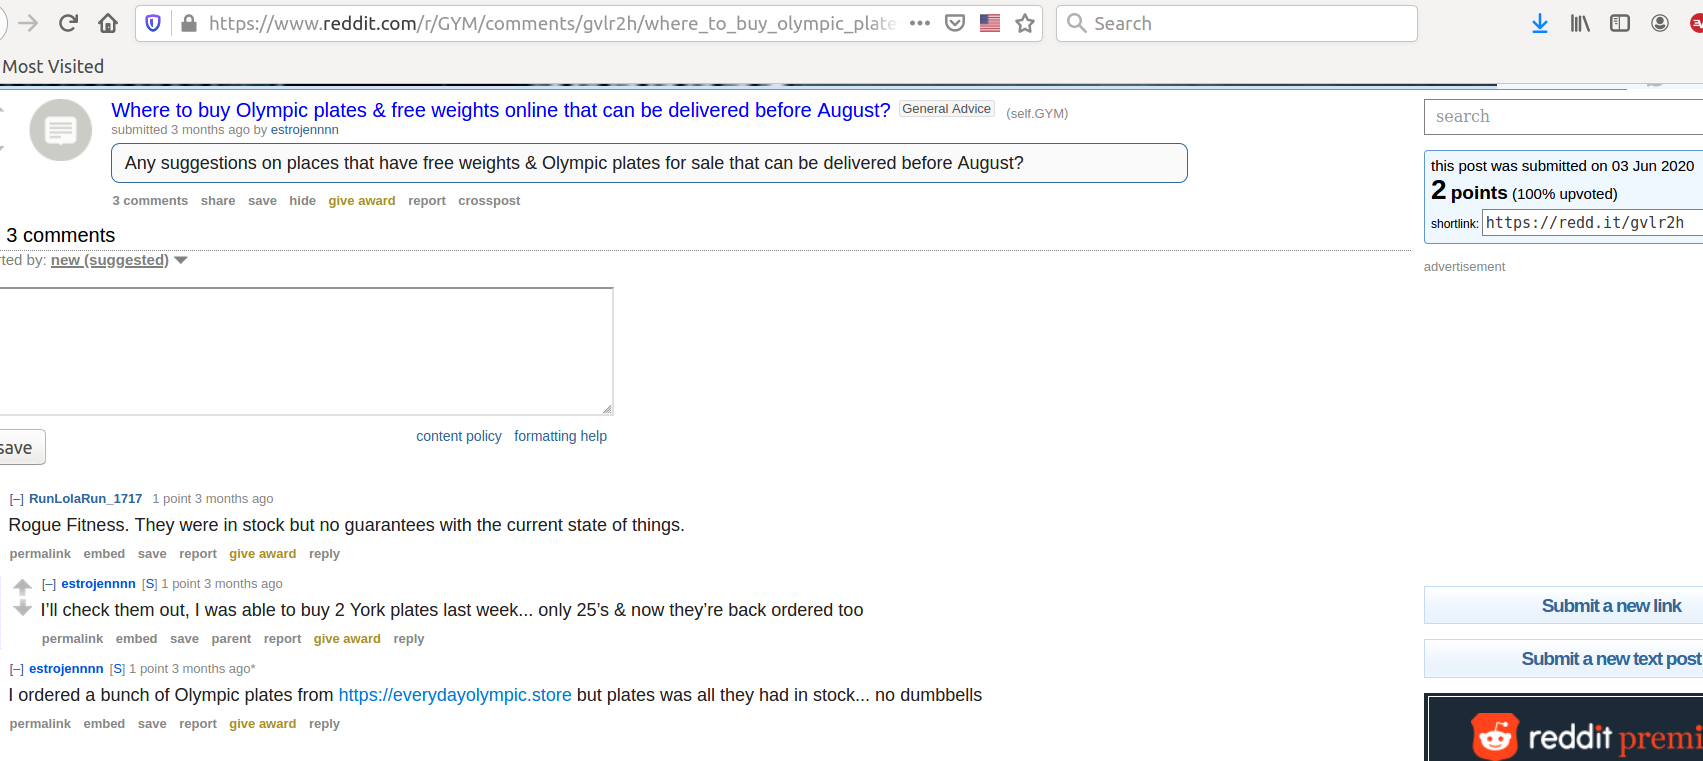 https://www.reddit.com/r/GYM/comments/gvlr2h/where_to_buy_olympic_plate
Search
Most Visited
Where to buy Olympic plates & free weights online that can be delivered before August? General Advice (self.GYM)
submitted 3 months ago by estrojennnn
Any suggestions on places that have free weights & Olympic plates for sale that can be delivered before August?
3 comments share save hide give award report crosspost
3 comments
ted by: new (suggested)
content policy formatting help
save
[–] RunLolaRun_1717 1 point 3 months ago
Rogue Fitness. They were in stock but no guarantees with the current state of things.
permalink embed save report give award reply
[–] estrojennnn [S] 1 point 3 months ago
I’ll check them out, I was able to buy 2 York plates last week... only 25’s & now they’re back ordered too
permalink embed save parent report give award reply
[–] estrojennnn [S] 1 point 3 months ago*
I ordered a bunch of Olympic plates from https://everydayolympic.store but plates was all they had in stock... no dumbbells
permalink embed save report give award reply
search
this post was submitted on 03 Jun 2020
2 points (100% upvoted)
shortlink: https://redd.it/gvlr2h
advertisement
Submit a new link
Submit a new text post
reddit premi